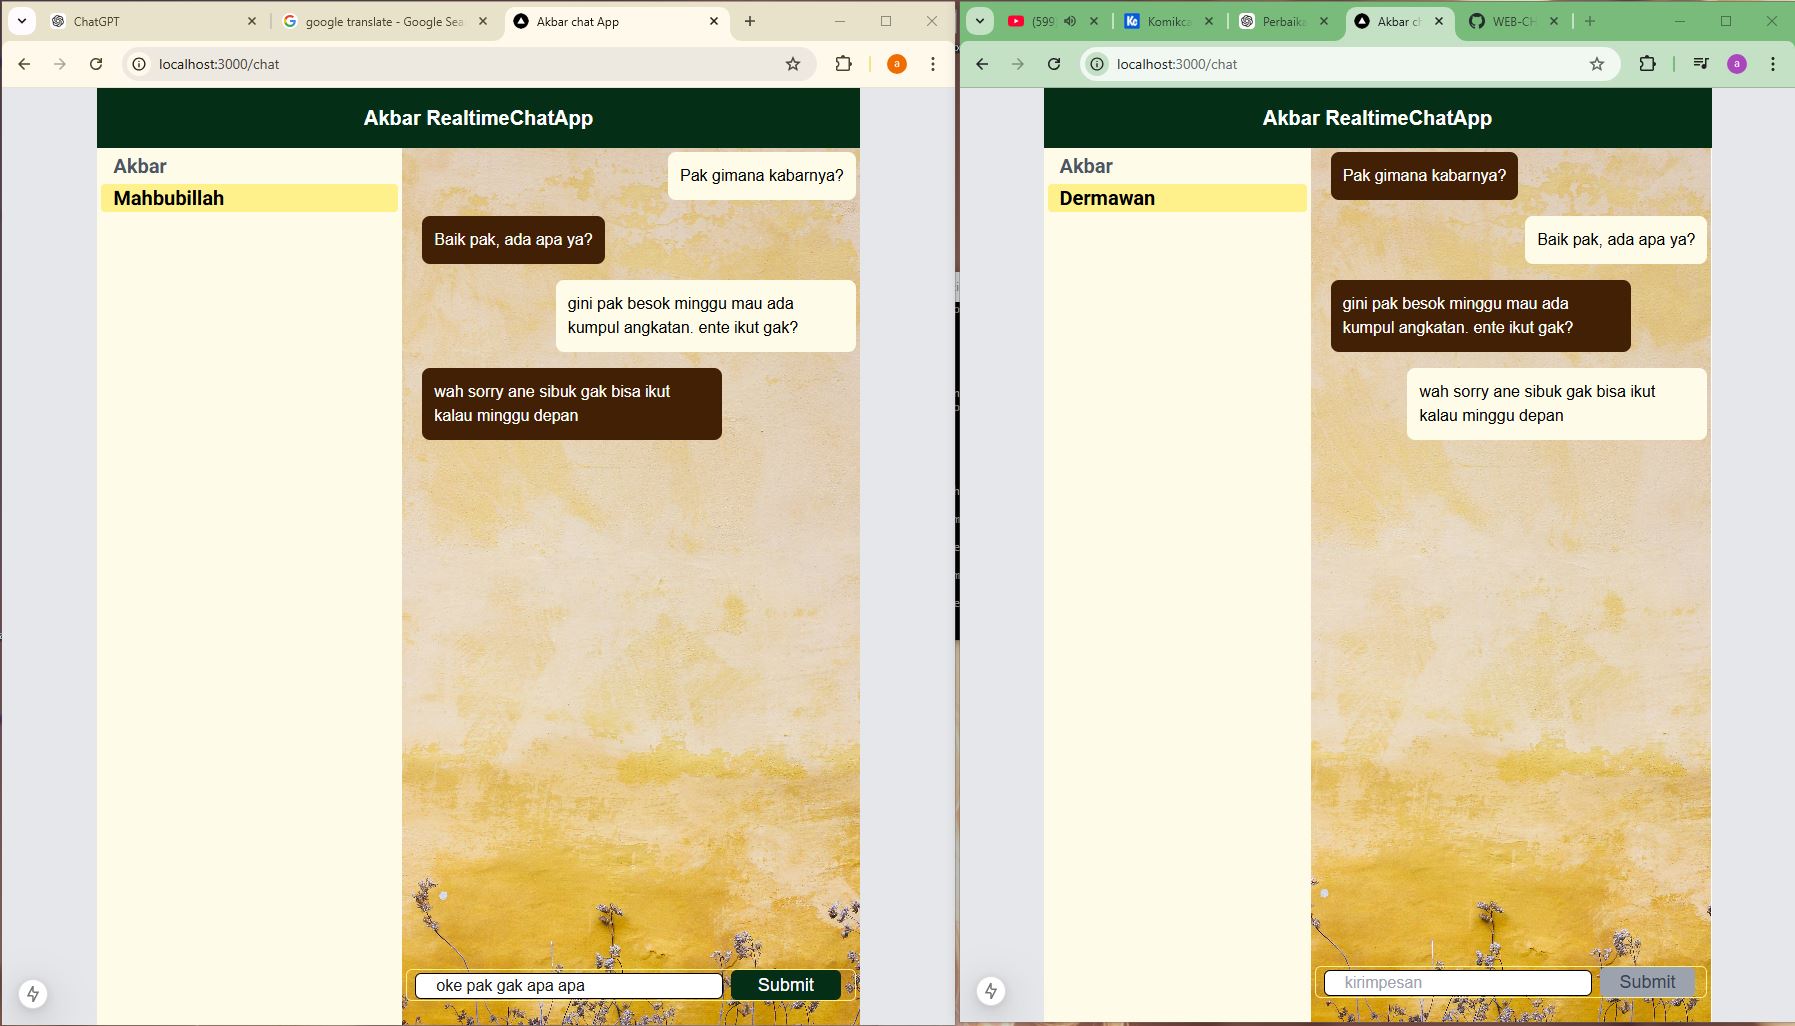 ChatGPT
google translate - Google Sea
Akbar chat App
localhost:3000/chat
a
Akbar RealtimeChatApp
Akbar
Mahbubillah
Pak gimana kabarnya?
Baik pak, ada apa ya?
gini pak besok minggu mau ada
kumpul angkatan. ente ikut gak?
wah sorry ane sibuk gak bisa ikut
kalau minggu depan
oke pak gak apa apa
Submit
(599
Kc
Komikca
Perbaika
Akbar c
WEB-CH
localhost:3000/chat
a
Akbar RealtimeChatApp
Akbar
Dermawan
Pak gimana kabarnya?
Baik pak, ada apa ya?
gini pak besok minggu mau ada
kumpul angkatan. ente ikut gak?
wah sorry ane sibuk gak bisa ikut
kalau minggu depan
kirimpesan
Submit